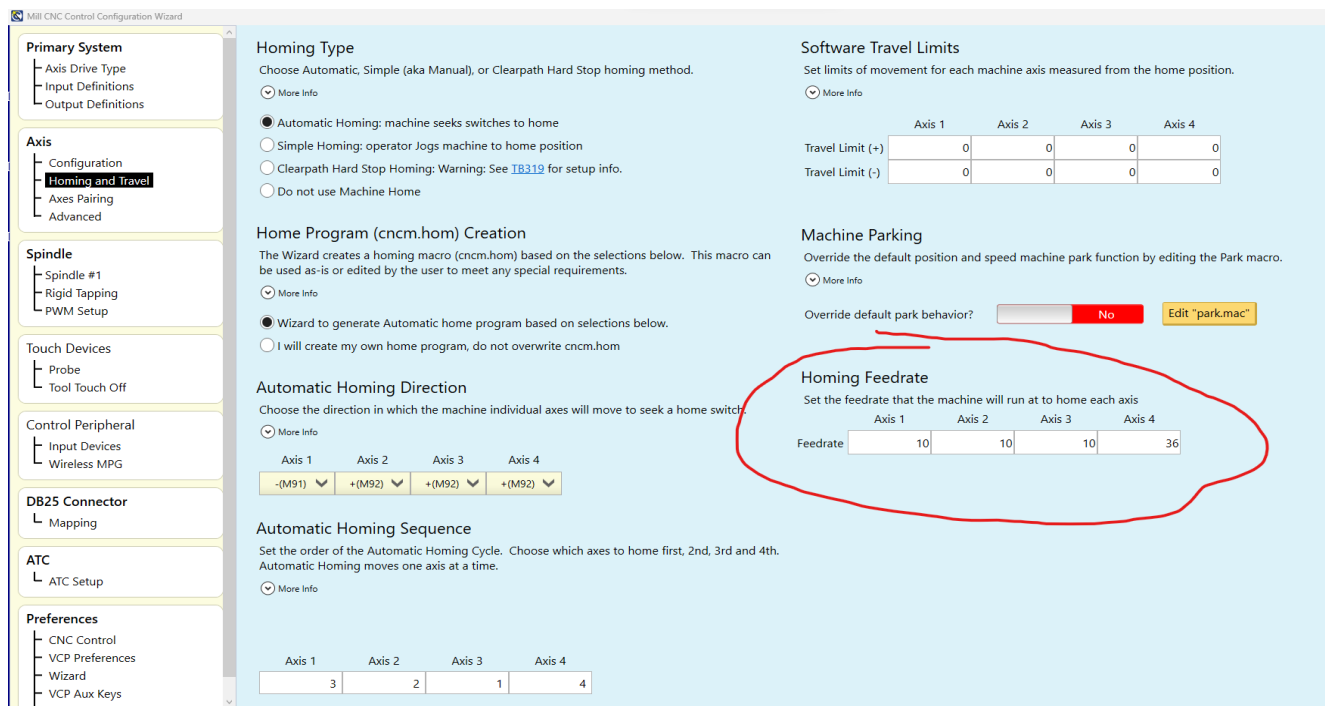 Mill CNC Control Configuration Wizard
Primary System
Axis Drive Type
Input Definitions
Output Definitions
Axis
Configuration
Homing and Travel
Axes Pairing
Advanced
Spindle
Spindle #1
Rigid Tapping
PWM Setup
Touch Devices
Probe
Tool Touch Off
Control Peripheral
Input Devices
Wireless MPG
DB25 Connector
Mapping
ATC
ATC Setup
Preferences
CNC Control
VCP Preferences
Wizard
VCP Aux Keys
Homing Type
Choose Automatic, Simple (aka Manual), or Clearpath Hard Stop homing method.
More Info
Automatic Homing: machine seeks switches to home
Simple Homing: operator Jogs machine to home position
Clearpath Hard Stop Homing: Warning: See TB319 for setup info.
Do not use Machine Home
Home Program (cncm.hom) Creation
The Wizard creates a homing macro (cncm.hom) based on the selections below. This macro can
be used as-is or edited by the user to meet any special requirements.
More Info
Wizard to generate Automatic home program based on selections below.
I will create my own home program, do not overwrite cncm.hom
Automatic Homing Direction
Choose the direction in which the machine individual axes will move to seek a home switch.
More Info
Axis 1 Axis 2 Axis 3 Axis 4
-(M91) +(M92) +(M92) +(M92)
Automatic Homing Sequence
Set the order of the Automatic Homing Cycle. Choose which axes to home first, 2nd, 3rd and 4th.
Automatic Homing moves one axis at a time.
More Info
Axis 1 Axis 2 Axis 3 Axis 4
3 2 1 4
Software Travel Limits
Set limits of movement for each machine axis measured from the home position.
More Info
Axis 1 Axis 2 Axis 3 Axis 4
Travel Limit (+) 0 0 0 0
Travel Limit (-) 0 0 0 0
Machine Parking
Override the default position and speed machine park function by editing the Park macro.
More Info
Override default park behavior? No Edit "park.mac"
Homing Feedrate
Set the feedrate that the machine will run at to home each axis
Axis 1 Axis 2 Axis 3 Axis 4
Feedrate 10 10 10 36